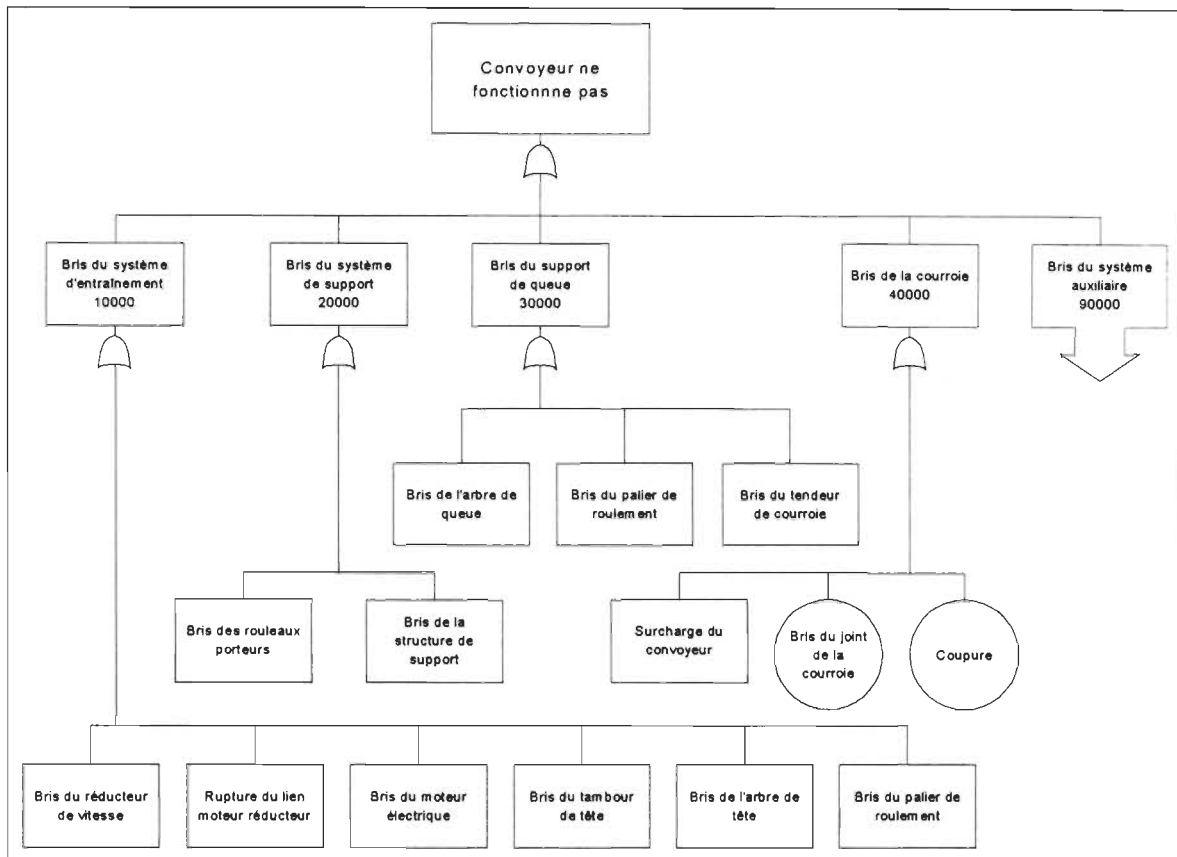 Convoyeur ne
fonctionnne pas
Bris du système
d'entraînement
10000
Bris du système
de support
20000
Bris du support
de queue
30000
Bris de la courroie
40000
Bris du système
auxiliaire
90000
Bris de l'arbre de
queue
Bris du palier de
roulement
Bris du tendeur
de courroie
Bris des rouleaux
porteurs
Bris de la
structure de
support
Surcharge du
convoyeur
Bris du joint
de la
courroie
Coupure
Bris du réducteur
de vitesse
Rupture du lien
moteur réducteur
Bris du moteur
électrique
Bris du tambour
de tête
Bris de l'arbre de
tête
Bris du palier de
roulement